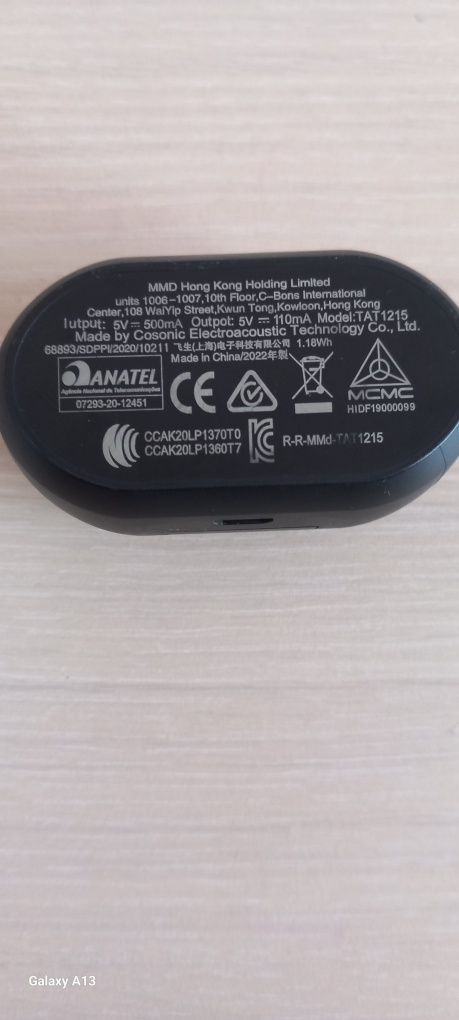 MMD Hong Kong Holding Limited
units 1006-1007,10th Floor,C-Bons International
Center,108 WaiYip Street,Kwun Tong,Kowloon,Hong Kong
Iutput: 5V⎓500mA Outpot: 5V⎓110mA Model:TAT1215
Made by Cosonic Electroacoustic Technology Co., Ltd.
68893/SDPPI/2020/10211 飞生(上海)电子科技有限公司 1.18Wh
Made in China/2022年製
ANATEL
Agência Nacional de Telecomunicações
07293-20-12451
CE
MCMC
HIDF19000099
CCAK20LP1370T0
CCAK20LP1360T7
R-R-MMd-TAT1215
Galaxy A13